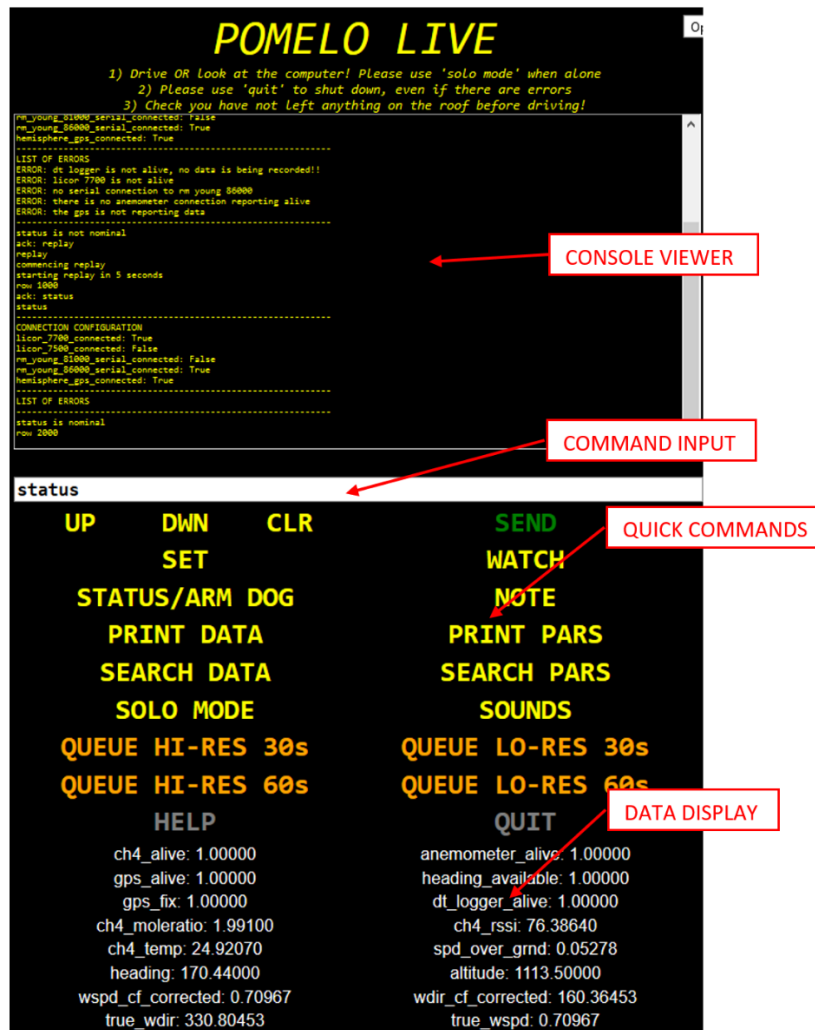 POMELO LIVE
Op
1) Drive OR look at the computer! Please use 'solo mode' when alone
2) Please use 'quit' to shut down, even if there are errors
3) Check you have not left anything on the roof before driving!
rm_young_81000_serial_connected: False
rm_young_86000_serial_connected: True
hemisphere_gps_connected: True
----------------------------------------------------------------
LIST OF ERRORS
ERROR: dt logger is not alive, no data is being recorded!!
ERROR: licor 7700 is not alive
ERROR: no serial connection to rm young 86000
ERROR: there is no anemometer connection reporting alive
ERROR: the gps is not reporting data
----------------------------------------------------------------
status is not nominal
ack: replay
replay
commencing replay
starting replay in 5 seconds
row 1000
ack: status
status
----------------------------------------------------------------
CONNECTION CONFIGURATION
licor_7700_connected: True
licor_7500_connected: False
rm_young_81000_serial_connected: False
rm_young_86000_serial_connected: True
hemisphere_gps_connected: True
----------------------------------------------------------------
LIST OF ERRORS
----------------------------------------------------------------
status is nominal
row 2000
CONSOLE VIEWER
COMMAND INPUT
status
UP DWN CLR SEND
QUICK COMMANDS
SET WATCH
STATUS/ARM DOG NOTE
PRINT DATA PRINT PARS
SEARCH DATA SEARCH PARS
SOLO MODE SOUNDS
QUEUE HI-RES 30s QUEUE LO-RES 30s
QUEUE HI-RES 60s QUEUE LO-RES 60s
DATA DISPLAY
HELP QUIT
ch4_alive: 1.00000 anemometer_alive: 1.00000
gps_alive: 1.00000 heading_available: 1.00000
gps_fix: 1.00000 dt_logger_alive: 1.00000
ch4_moleratio: 1.99100 ch4_rssi: 76.38640
ch4_temp: 24.92070 spd_over_grnd: 0.05278
heading: 170.44000 altitude: 1113.50000
wspd_cf_corrected: 0.70967 wdir_cf_corrected: 160.36453
true_wdir: 330.80453 true_wspd: 0.70967